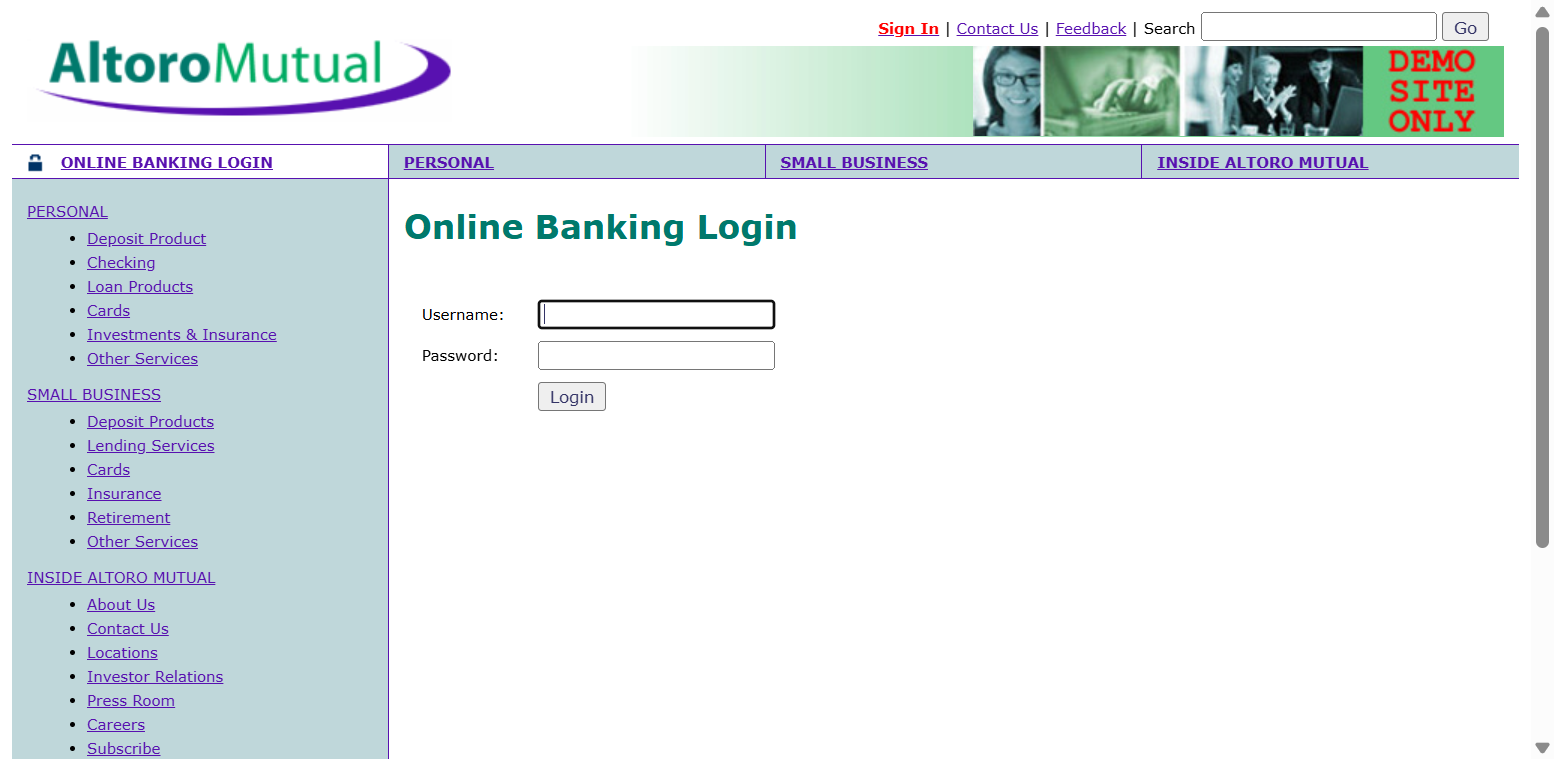 Sign In | Contact Us | Feedback | Search Go
AltoroMutual
DEMO
SITE
ONLY
ONLINE BANKING LOGIN
PERSONAL
SMALL BUSINESS
INSIDE ALTORO MUTUAL
PERSONAL
Deposit Product
Checking
Loan Products
Cards
Investments & Insurance
Other Services
SMALL BUSINESS
Deposit Products
Lending Services
Cards
Insurance
Retirement
Other Services
INSIDE ALTORO MUTUAL
About Us
Contact Us
Locations
Investor Relations
Press Room
Careers
Subscribe
Online Banking Login
Username:
Password:
Login